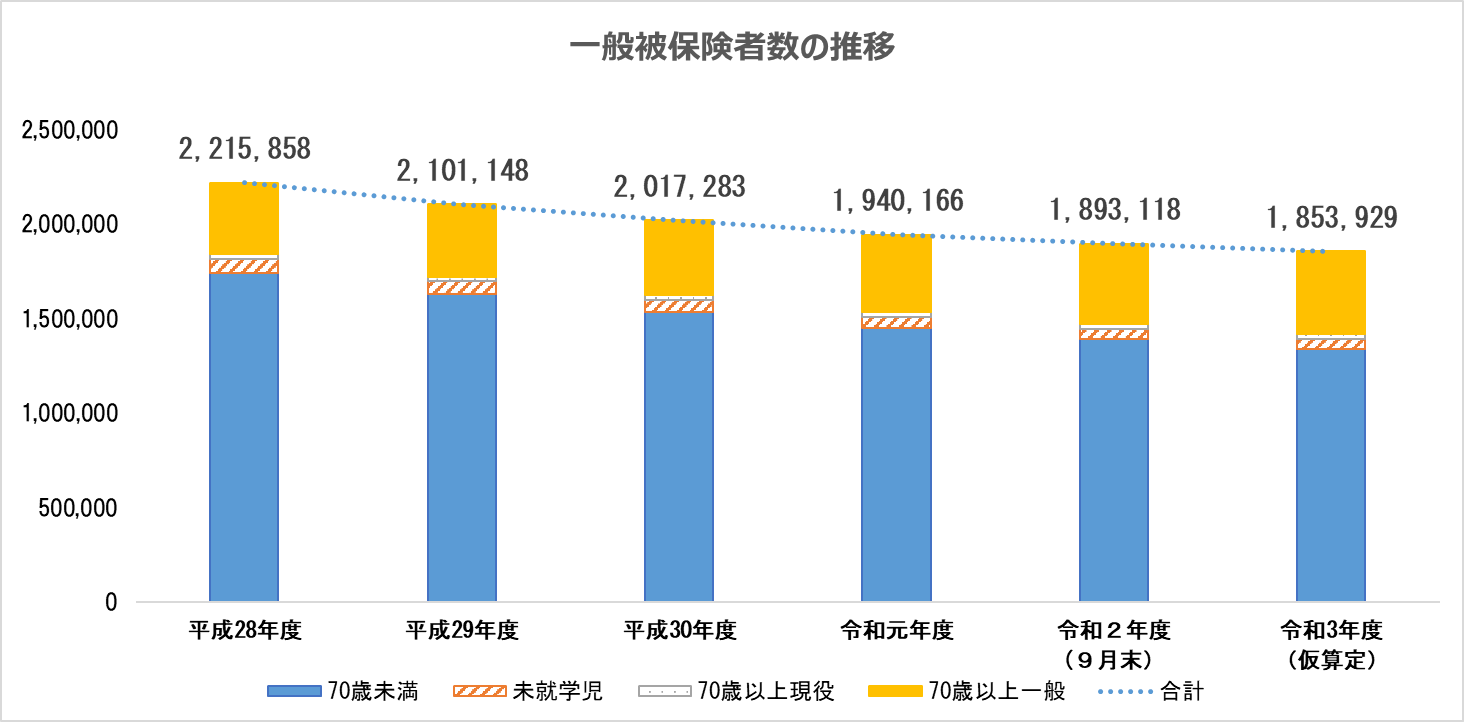 一般被保険者数の推移
2,500,000
2,000,000
1,500,000
1,000,000
500,000
0
2,215,858
2,101,148
2,017,283
1,940,166
1,893,118
1,853,929
平成28年度
平成29年度
平成30年度
令和元年度
令和２年度
（９月末）
令和3年度
（仮算定）
70歳未満
未就学児
70歳以上現役
70歳以上一般
合計